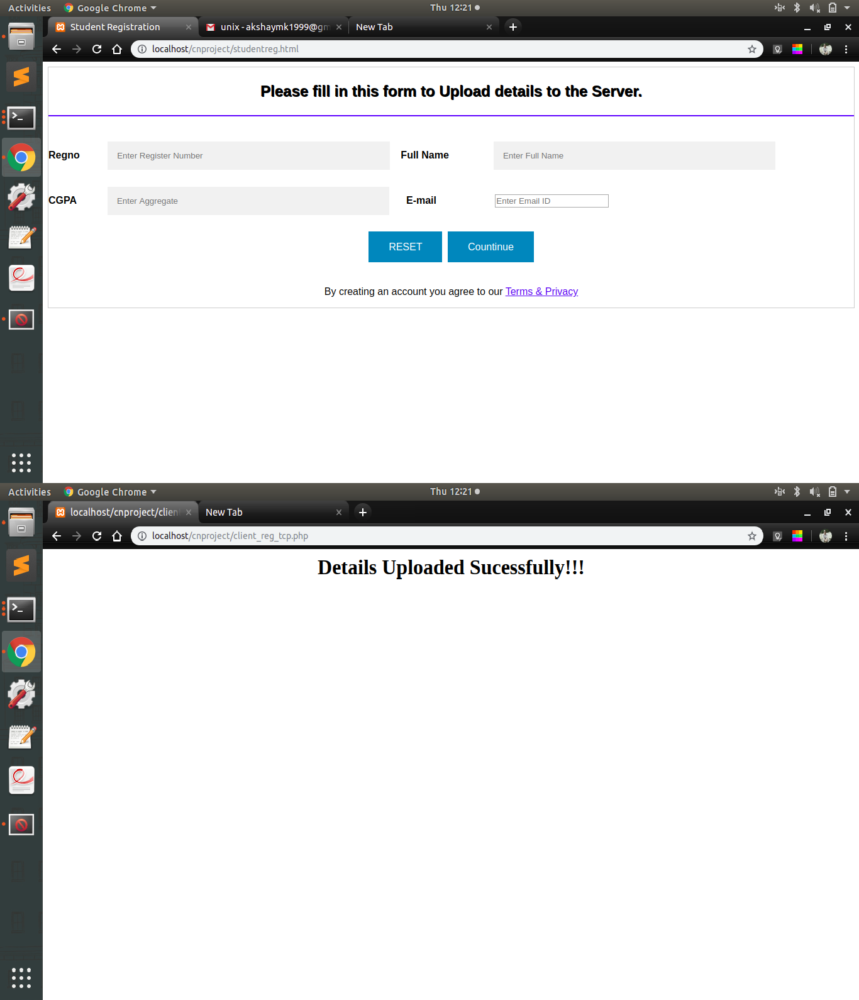 Activities Google Chrome Thu 12:21
Student Registration unix - akshaymk1999@gm New Tab
localhost/cnproject/studentreg.html
Please fill in this form to Upload details to the Server.
Regno Enter Register Number Full Name Enter Full Name
CGPA Enter Aggregate E-mail Enter Email ID
RESET Countinue
By creating an account you agree to our Terms & Privacy
Activities Google Chrome Thu 12:21
localhost/cnproject/clien New Tab
localhost/cnproject/client_reg_tcp.php
Details Uploaded Sucessfully!!!